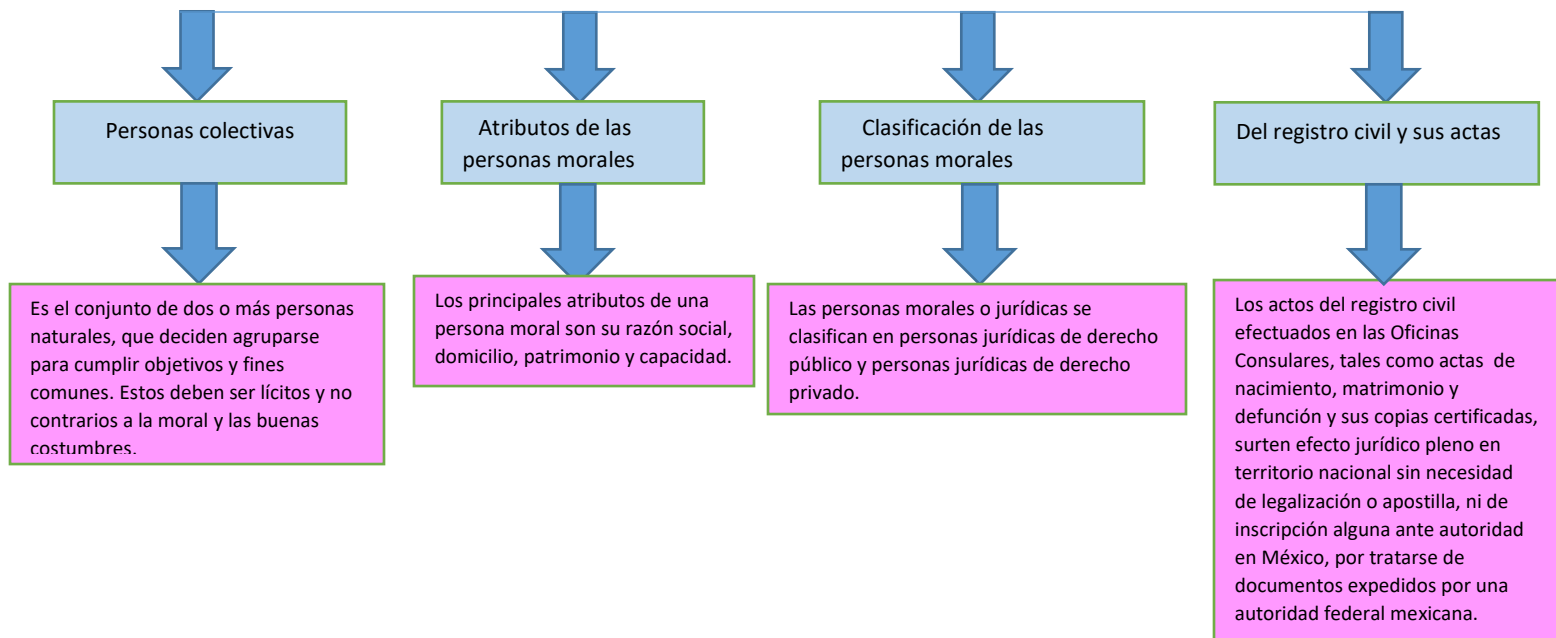 Personas colectivas
Atributos de las
personas morales
Clasificación de las
personas morales
Del registro civil y sus actas
Es el conjunto de dos o más personas
naturales, que deciden agruparse
para cumplir objetivos y fines
comunes. Estos deben ser lícitos y no
contrarios a la moral y las buenas
costumbres.
Los principales atributos de una
persona moral son su razón social,
domicilio, patrimonio y capacidad.
Las personas morales o jurídicas se
clasifican en personas jurídicas de derecho
público y personas jurídicas de derecho
privado.
Los actos del registro civil
efectuados en las Oficinas
Consulares, tales como actas de
nacimiento, matrimonio y
defunción y sus copias certificadas,
surten efecto jurídico pleno en
territorio nacional sin necesidad
de legalización o apostilla, ni de
inscripción alguna ante autoridad
en México, por tratarse de
documentos expedidos por una
autoridad federal mexicana.